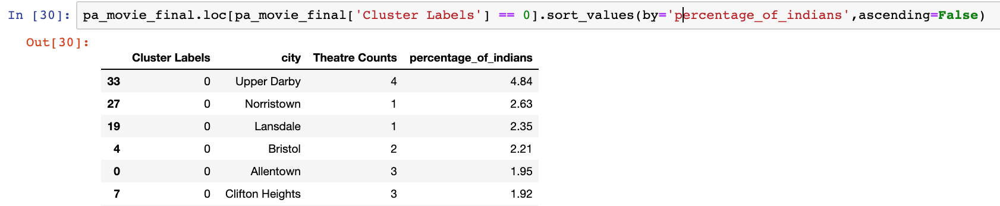 In [30]: pa_movie_final.loc[pa_movie_final['Cluster Labels'] == 0].sort_values(by='percentage_of_indians',ascending=False)
Out[30]:
Cluster Labels city Theatre Counts percentage_of_indians
33 0 Upper Darby 4 4.84
27 0 Norristown 1 2.63
19 0 Lansdale 1 2.35
4 0 Bristol 2 2.21
0 0 Allentown 3 1.95
7 0 Clifton Heights 3 1.92